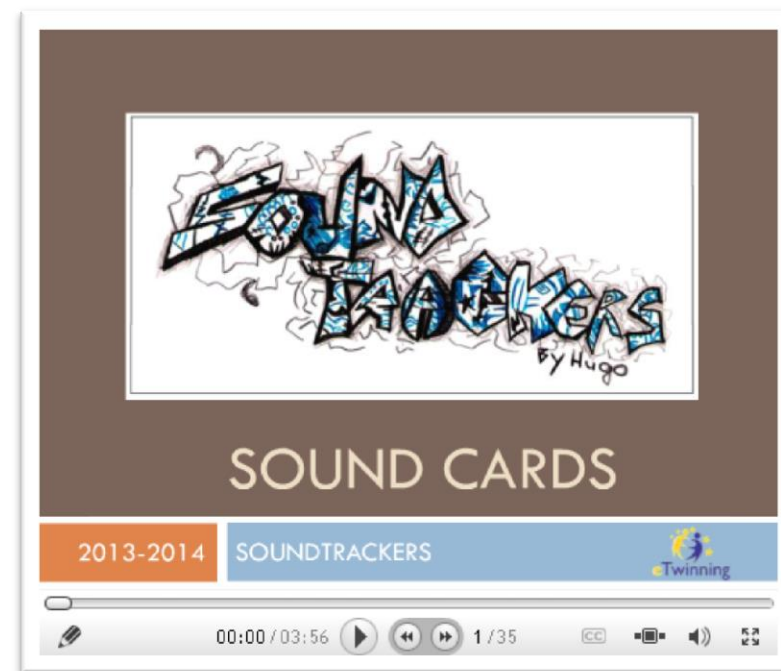 SOUND
TRACKERS
BY Hugo
SOUND CARDS
2013-2014 SOUNDTRACKERS
eTwinning
00:00 / 03:56 1 / 35 CC